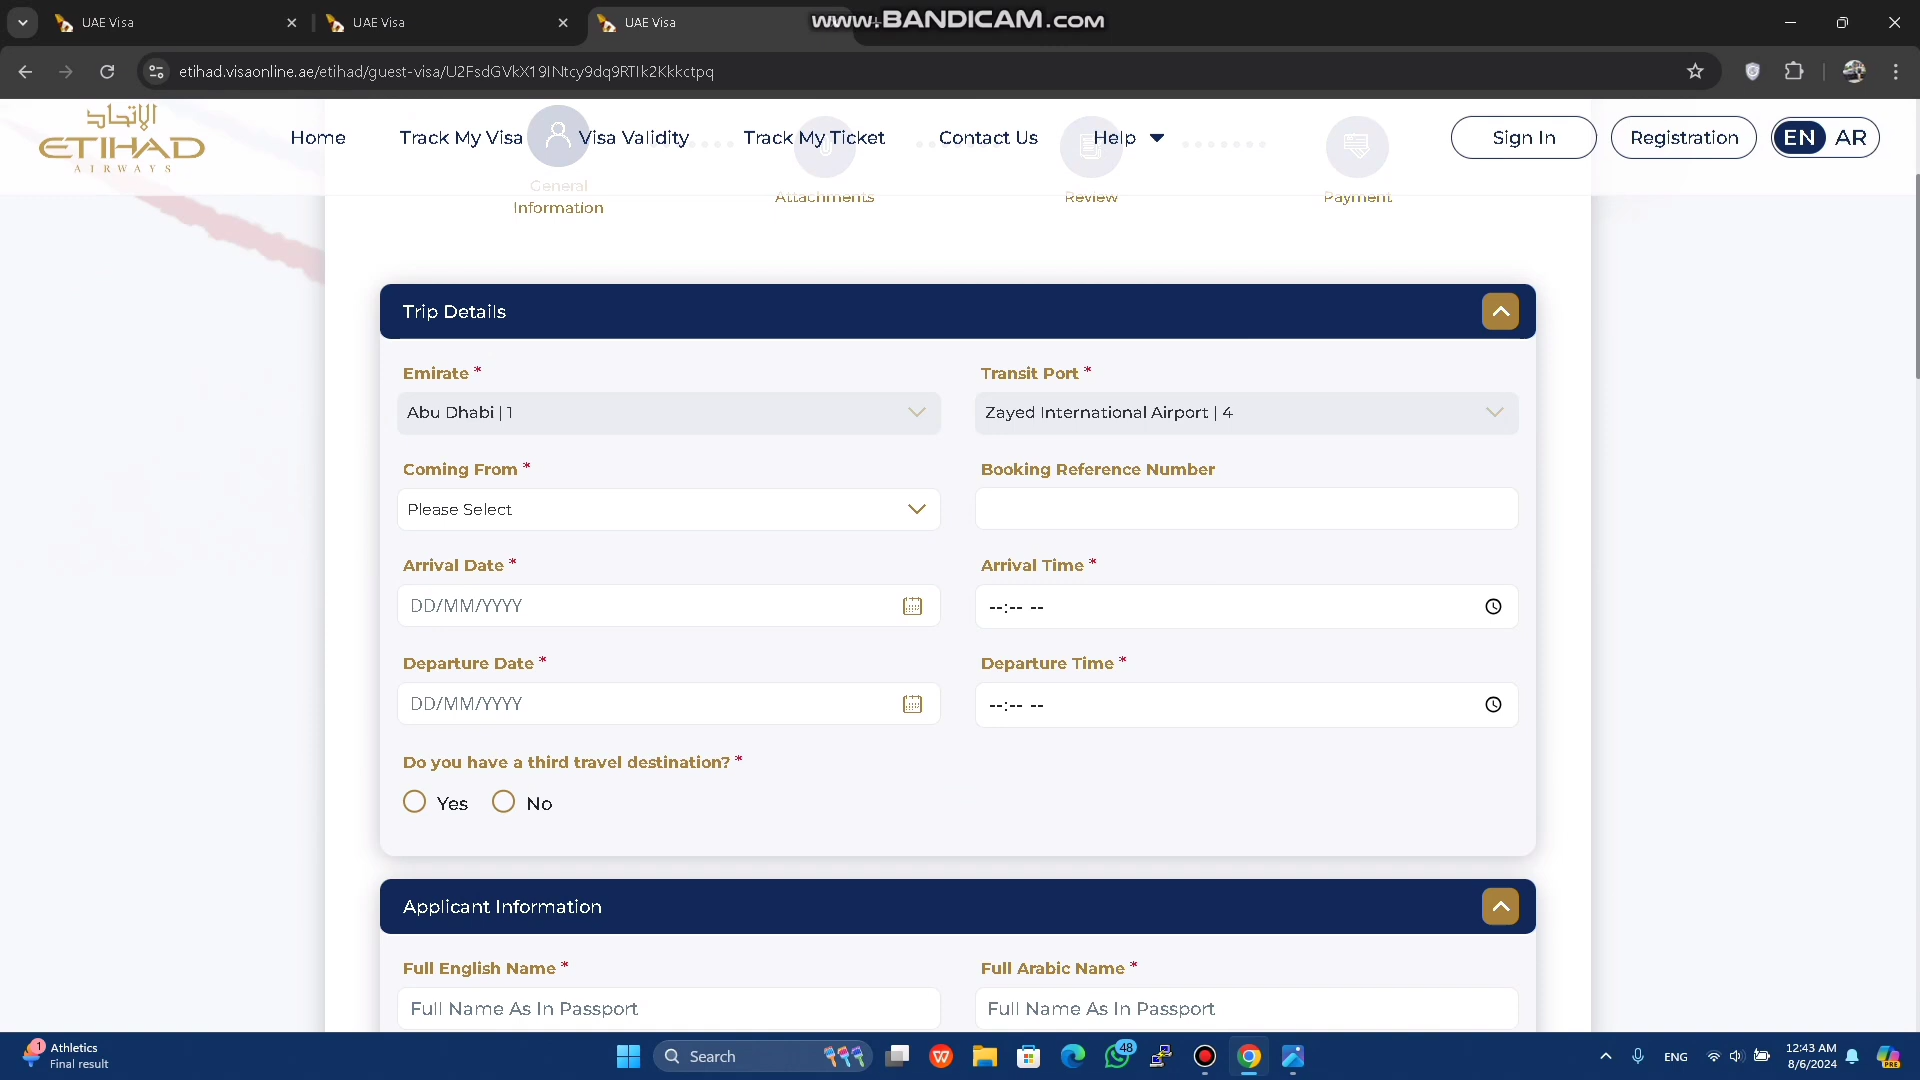 UAE Visa
UAE Visa
UAE Visa
www.BANDICAM.COM
etihad.visaonline.ae/etihad/guest-visa/U2FsdGVkX19INtcy9dq9RTIk2Kkkctpq
الإتحاد
ETIHAD
AIRWAYS
Home
Track My Visa
Visa Validity
Track My Ticket
Contact Us
Help
Sign In
Registration
EN AR
General
Information
Attachments
Review
Payment
Trip Details
Emirate *
Transit Port *
Abu Dhabi | 1
Zayed International Airport | 4
Coming From *
Booking Reference Number
Please Select
Arrival Date *
Arrival Time *
DD/MM/YYYY
--:-- --
Departure Date *
Departure Time *
DD/MM/YYYY
--:-- --
Do you have a third travel destination? *
Yes
No
Applicant Information
Full English Name *
Full Arabic Name *
Full Name As In Passport
Full Name As In Passport
1
Athletics
Final result
Search
48
ENG
12:43 AM
8/6/2024
PRE